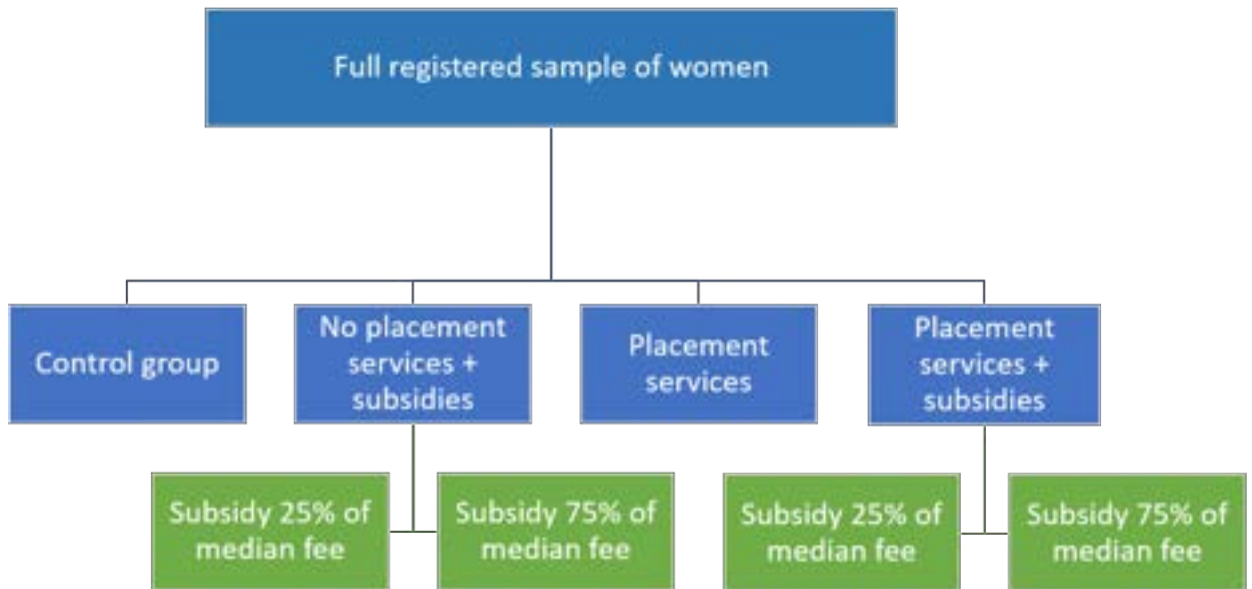 Full registered sample of women
Control group
No placement
services +
subsidies
Placement
services
Placement
services +
subsidies
Subsidy 25% of
median fee
Subsidy 75% of
median fee
Subsidy 25% of
median fee
Subsidy 75% of
median fee